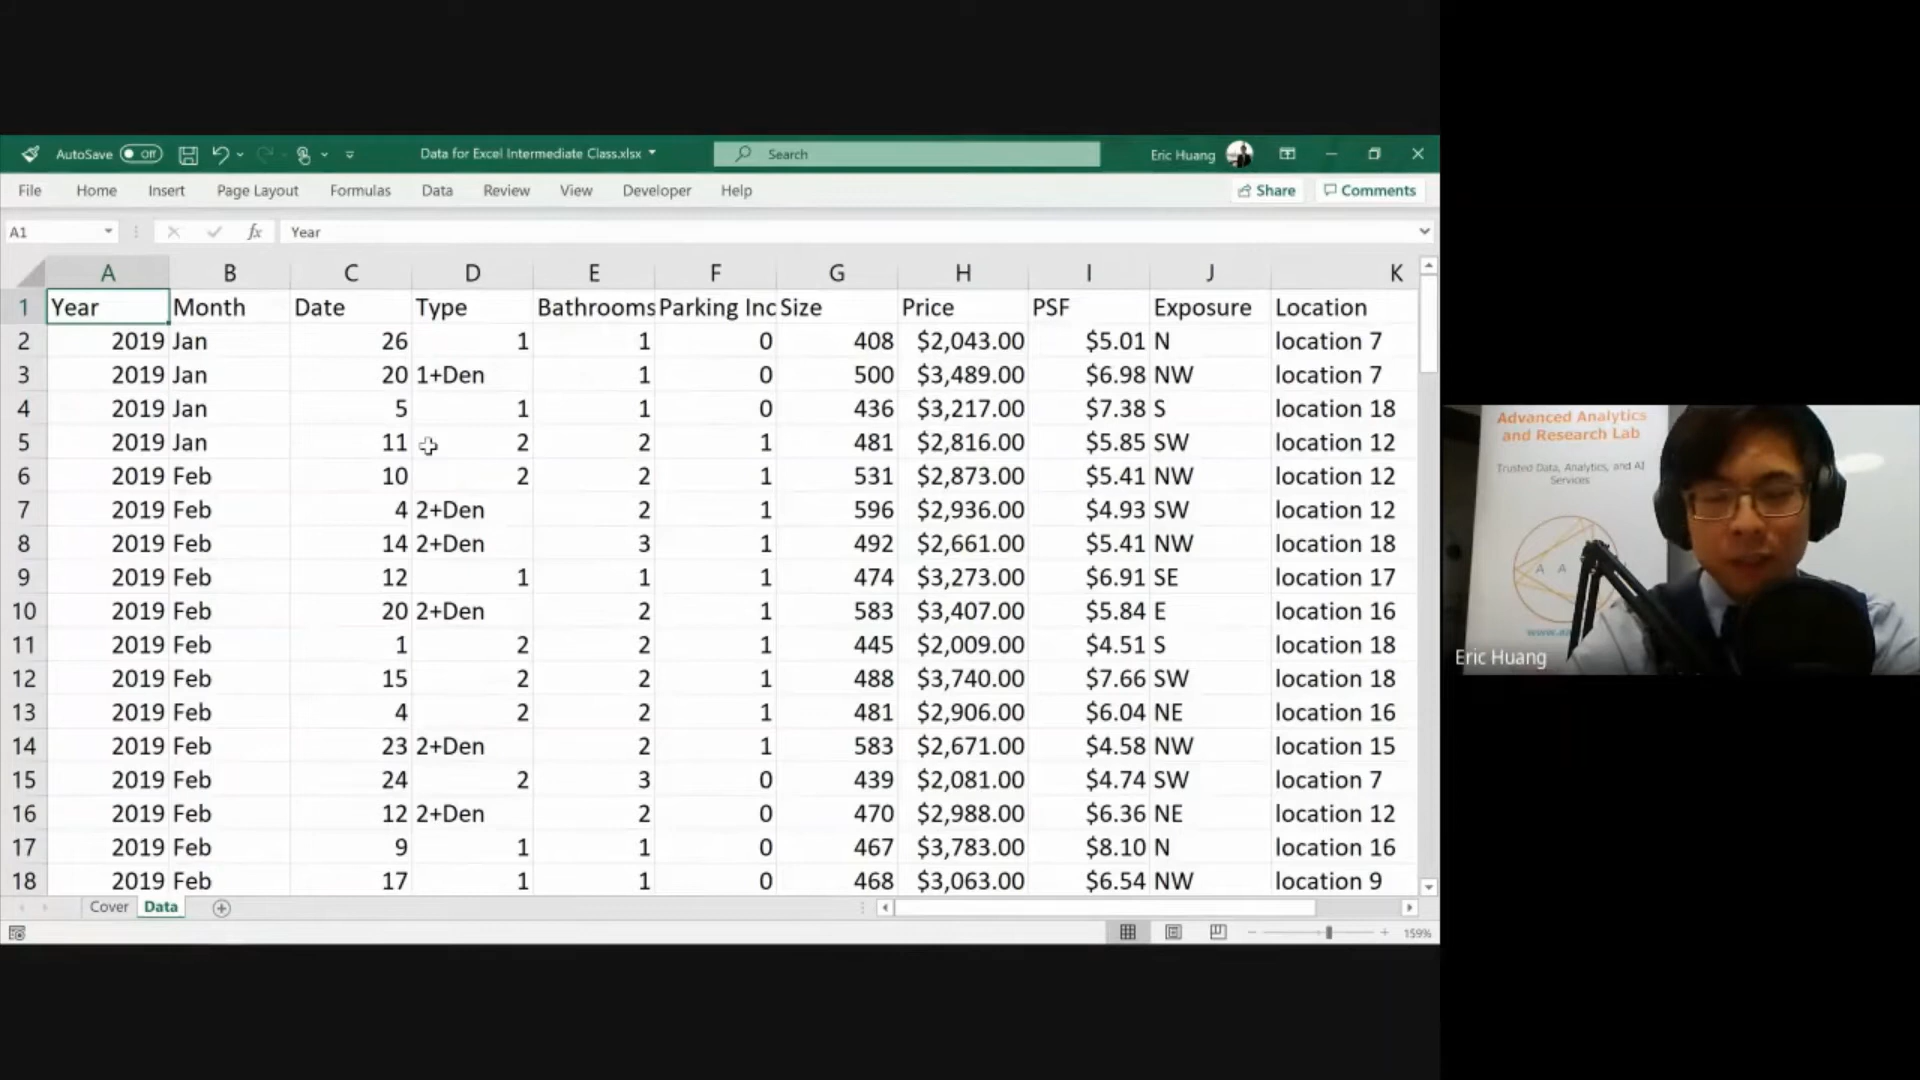 AutoSave Off Data for Excel Intermediate Class.xlsx Search Eric Huang
File Home Insert Page Layout Formulas Data Review View Developer Help Share Comments
A1 fx Year
A B C D E F G H I J K
1 Year Month Date Type Bathrooms Parking Inc Size Price PSF Exposure Location
2 2019 Jan 26 1 1 0 408 $2,043.00 $5.01 N location 7
3 2019 Jan 20 1+Den 1 0 500 $3,489.00 $6.98 NW location 7
4 2019 Jan 5 1 1 0 436 $3,217.00 $7.38 S location 18
5 2019 Jan 11 2 2 1 481 $2,816.00 $5.85 SW location 12
6 2019 Feb 10 2 2 1 531 $2,873.00 $5.41 NW location 12
7 2019 Feb 4 2+Den 2 1 596 $2,936.00 $4.93 SW location 12
8 2019 Feb 14 2+Den 3 1 492 $2,661.00 $5.41 NW location 18
9 2019 Feb 12 1 1 1 474 $3,273.00 $6.91 SE location 17
10 2019 Feb 20 2+Den 2 1 583 $3,407.00 $5.84 E location 16
11 2019 Feb 1 2 2 1 445 $2,009.00 $4.51 S location 18
12 2019 Feb 15 2 2 1 488 $3,740.00 $7.66 SW location 18
13 2019 Feb 4 2 2 1 481 $2,906.00 $6.04 NE location 16
14 2019 Feb 23 2+Den 2 1 583 $2,671.00 $4.58 NW location 15
15 2019 Feb 24 2 3 0 439 $2,081.00 $4.74 SW location 7
16 2019 Feb 12 2+Den 2 0 470 $2,988.00 $6.36 NE location 12
17 2019 Feb 9 1 1 0 467 $3,783.00 $8.10 N location 16
18 2019 Feb 17 1 1 0 468 $3,063.00 $6.54 NW location 9
Cover Data
159%
Advanced Analytics
and Research Lab
Trusted Data, Analytics, and AI
Services
A A
Eric Huang